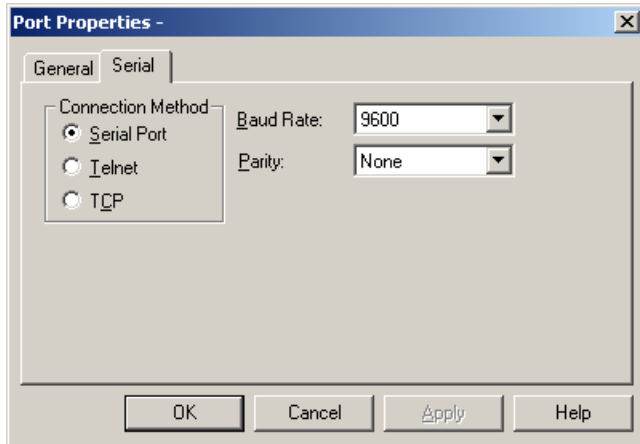 Port Properties -
General
Serial
Connection Method
Serial Port
Telnet
TCP
Baud Rate:
9600
Parity:
None
OK
Cancel
Apply
Help